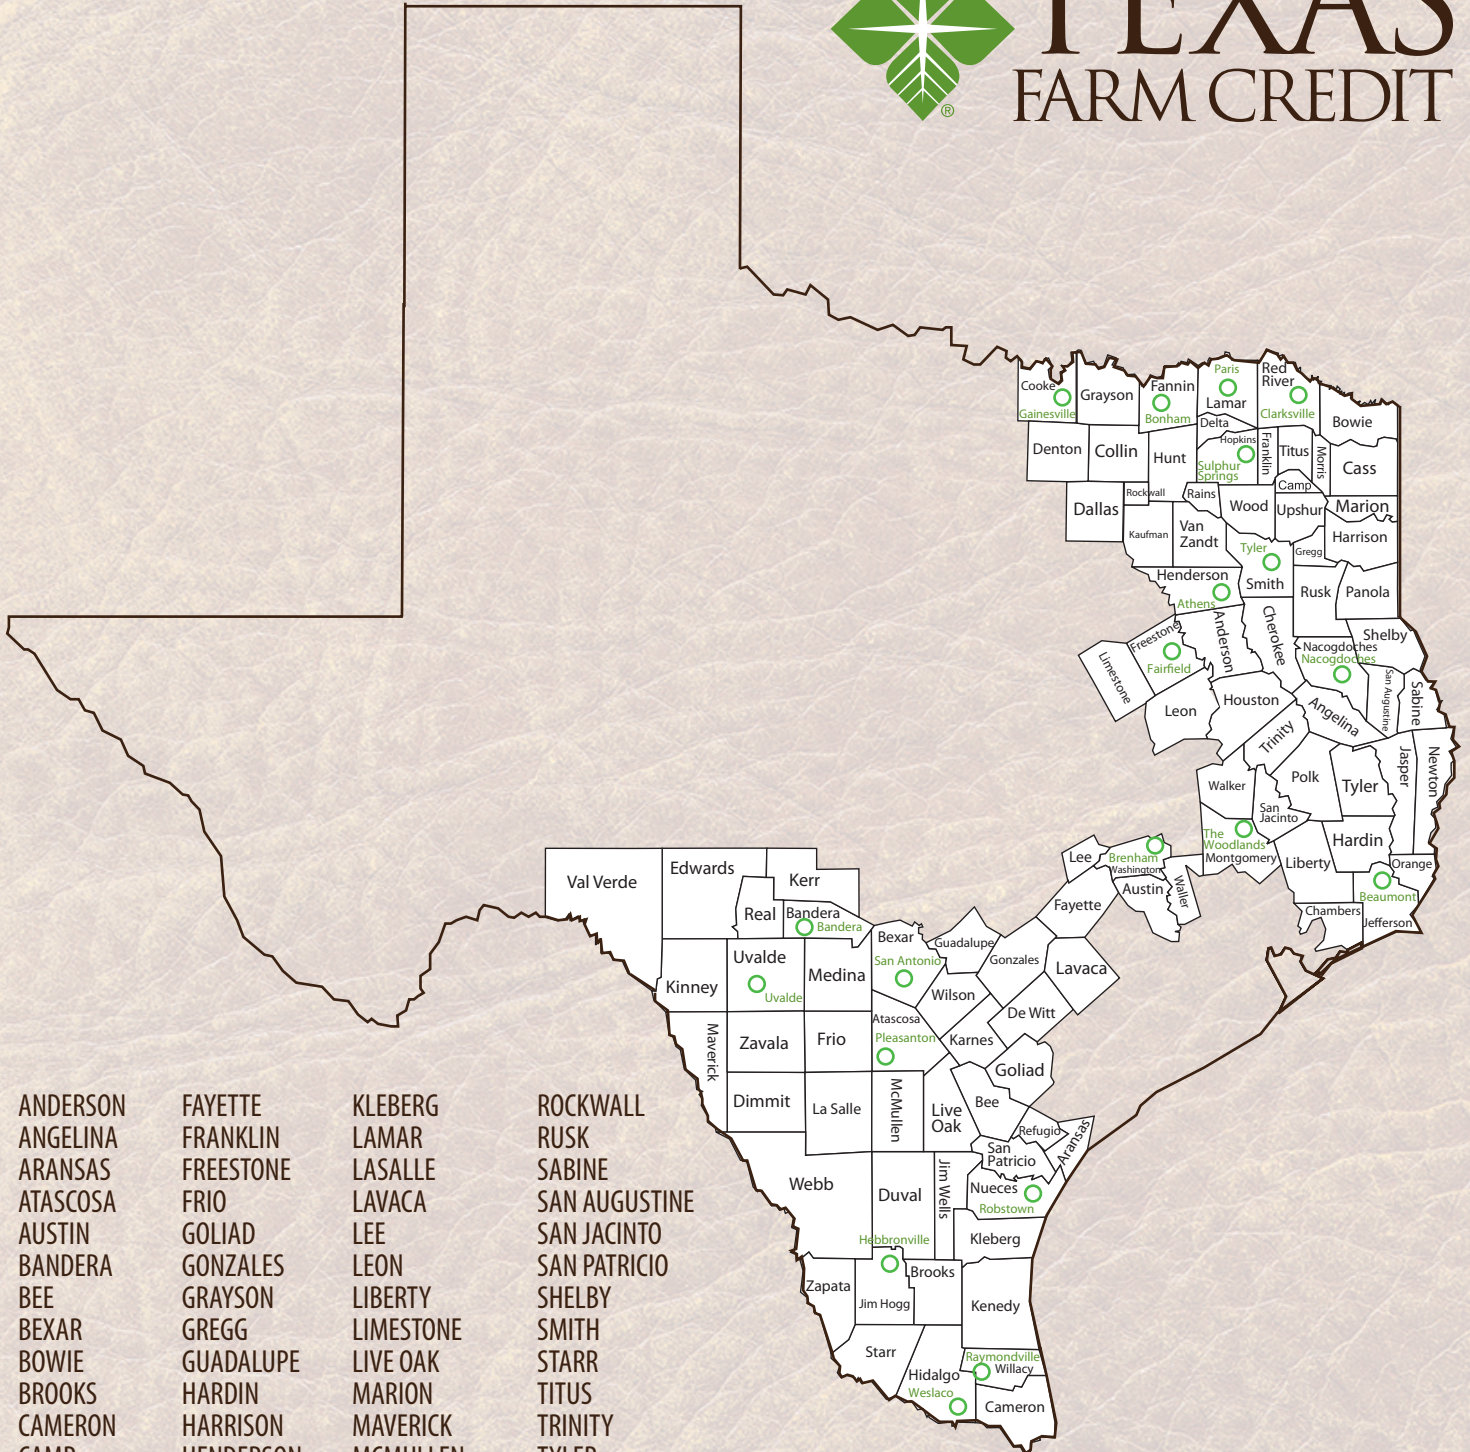 TEXAS
FARM CREDIT
®
Cooke
Gainesville
Grayson
Fannin
Bonham
Paris
Lamar
Red
River
Clarksville
Bowie
Delta
Denton
Collin
Hunt
Hopkins
Sulphur
Springs
Franklin
Titus
Morris
Cass
Camp
Dallas
Rockwall
Rains
Wood
Upshur
Marion
Kaufman
Van
Zandt
Tyler
Smith
Gregg
Harrison
Henderson
Athens
Rusk
Panola
Limestone
Freestone
Fairfield
Anderson
Cherokee
Nacogdoches
Nacogdoches
Shelby
San Augustine
Sabine
Leon
Houston
Trinity
Angelina
Walker
San
Jacinto
Polk
Tyler
Jasper
Newton
The
Woodlands
Montgomery
Liberty
Hardin
Orange
Beaumont
Chambers
Jefferson
Lee
Brenham
Washington
Austin
Waller
Fayette
Val Verde
Edwards
Kerr
Real
Bandera
Bandera
Bexar
San Antonio
Guadalupe
Gonzales
Lavaca
Kinney
Uvalde
Uvalde
Medina
Wilson
De Witt
Maverick
Zavala
Frio
Atascosa
Pleasanton
Karnes
Goliad
Dimmit
La Salle
McMullen
Live
Oak
Bee
Refugio
Aransas
San
Patricio
Webb
Duval
Jim Wells
Nueces
Robstown
Hebbronville
Kleberg
Zapata
Jim Hogg
Brooks
Kenedy
Starr
Hidalgo
Weslaco
Raymondville
Willacy
Cameron
ANDERSON
ANGELINA
ARANSAS
ATASCOSA
AUSTIN
BANDERA
BEE
BEXAR
BOWIE
BROOKS
CAMERON
CAMP
FAYETTE
FRANKLIN
FREESTONE
FRIO
GOLIAD
GONZALES
GRAYSON
GREGG
GUADALUPE
HARDIN
HARRISON
HENDERSON
KLEBERG
LAMAR
LASALLE
LAVACA
LEE
LEON
LIBERTY
LIMESTONE
LIVE OAK
MARION
MAVERICK
MCMULLEN
ROCKWALL
RUSK
SABINE
SAN AUGUSTINE
SAN JACINTO
SAN PATRICIO
SHELBY
SMITH
STARR
TITUS
TRINITY
TYLER